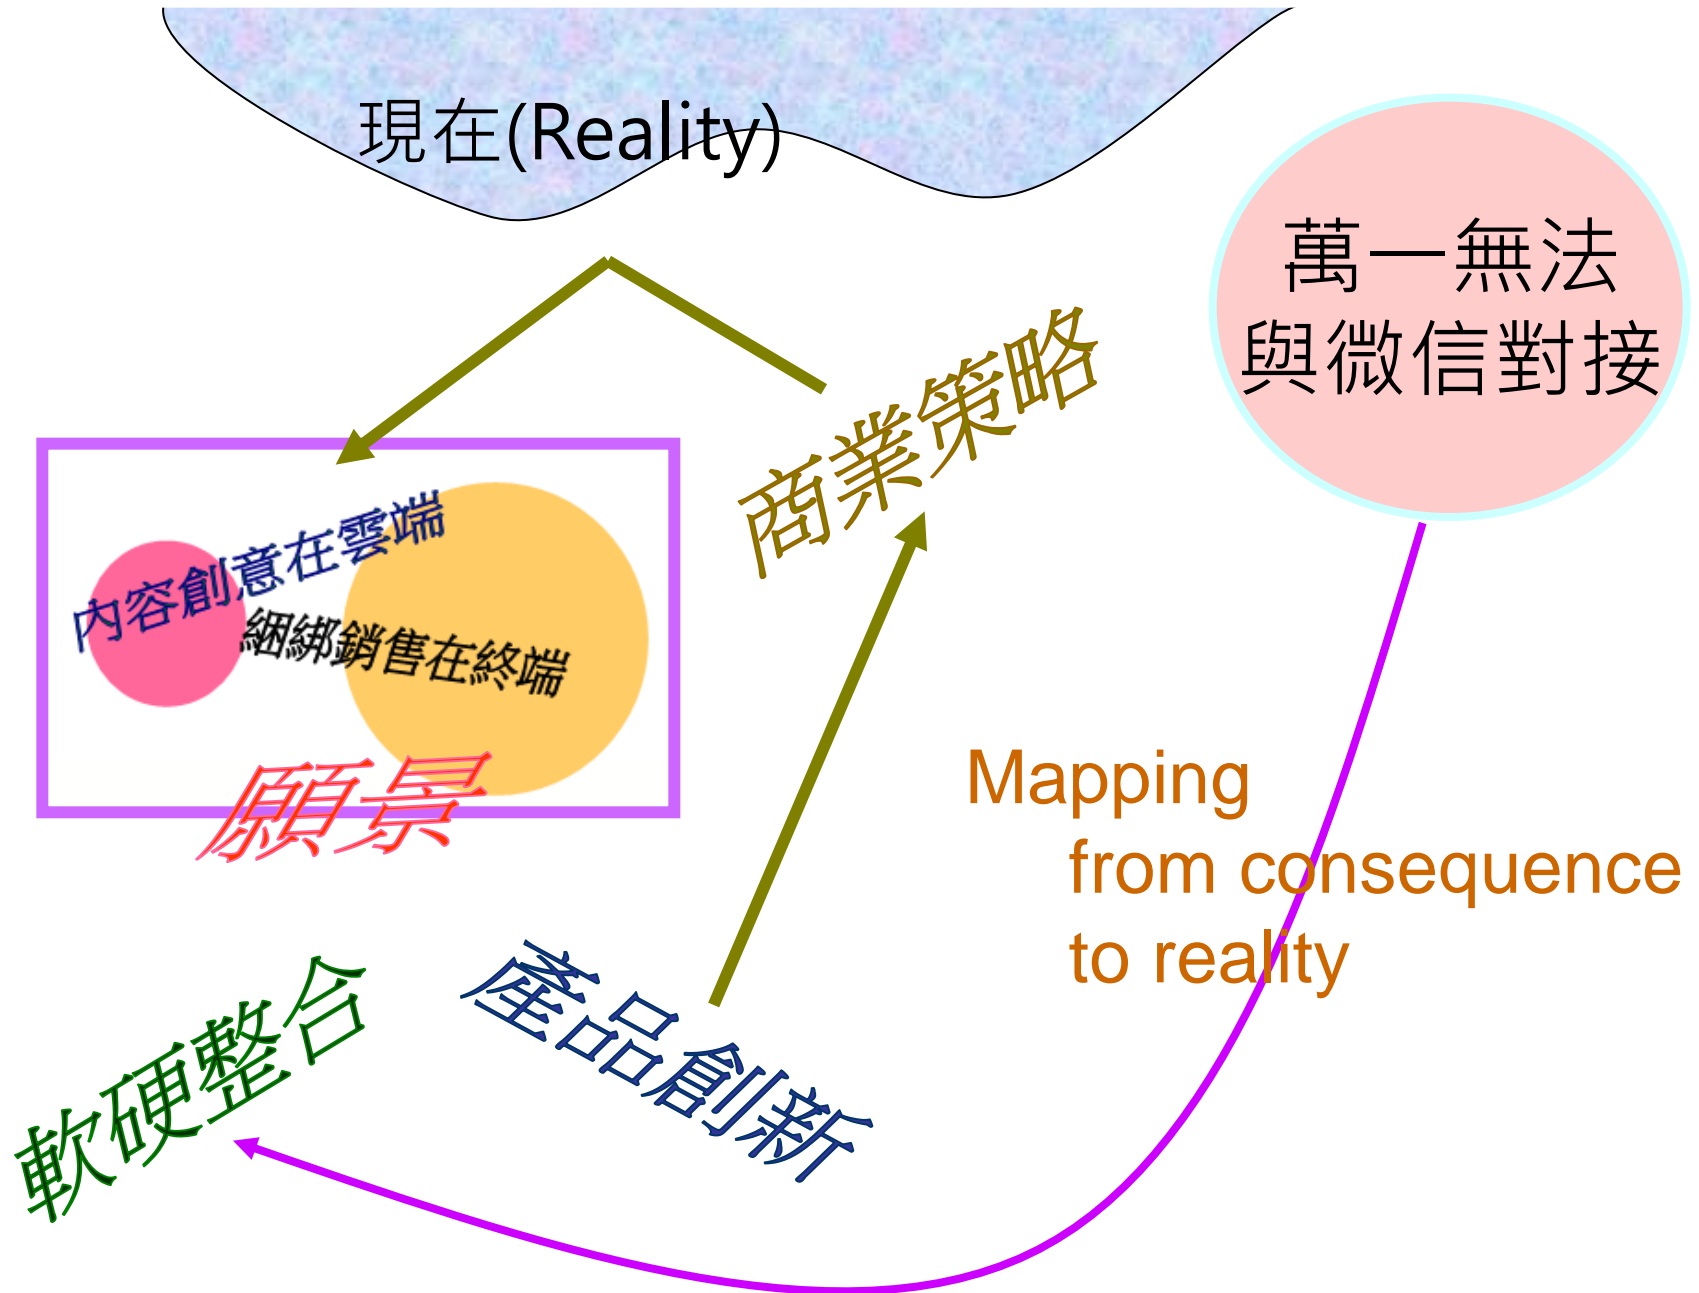 現在(Reality)
萬一無法
與微信對接
商業策略
內容創意在雲端
綑綁銷售在終端
願景
Mapping
from consequence
to reality
產品創新
軟硬整合